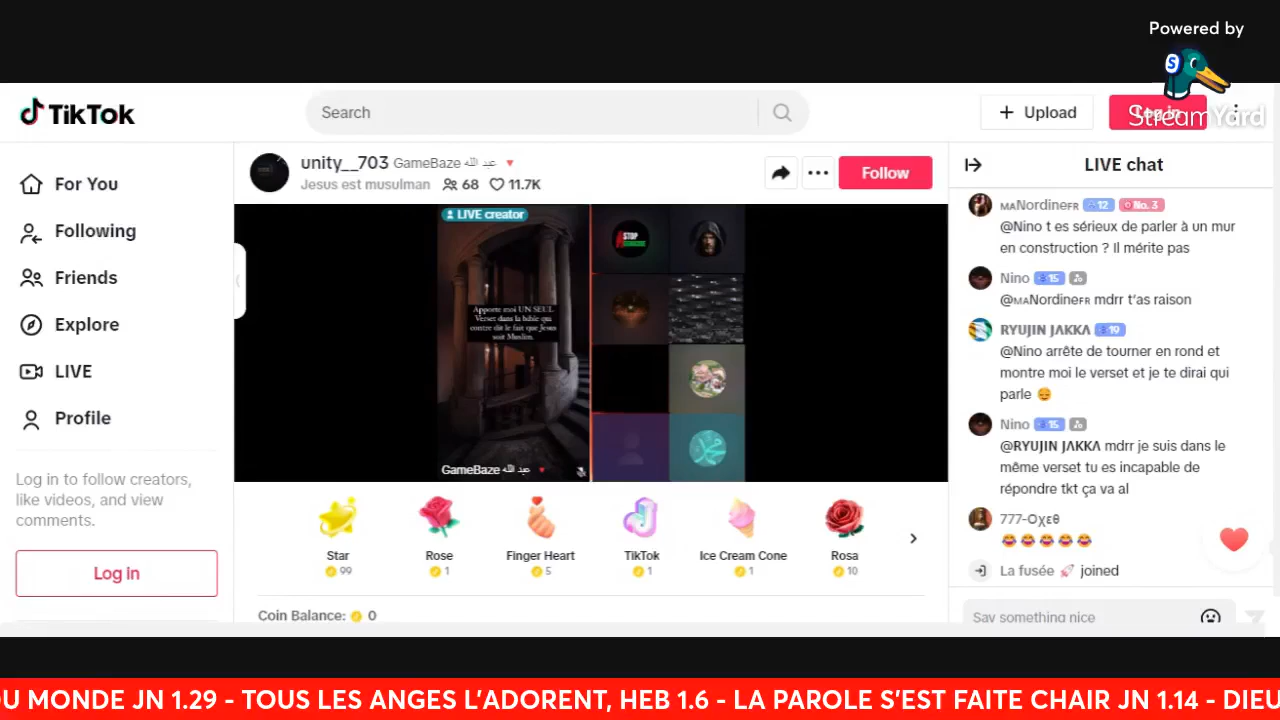 Powered by
StreamYard
TikTok
Search
Upload
Log in
For You
Following
Friends
Explore
LIVE
Profile
Log in to follow creators,
like videos, and view
comments.
Log in
unity__703 GameBaze عبد الله
Jesus est musulman 68 11.7K
Follow
LIVE creator
Apporte moi UN SEUL
Verset dans la bible qui
contre dit le fait que Jesus
soit Muslim.
STOP
GameBaze عبد الله
Star
99
Rose
1
Finger Heart
5
TikTok
1
Ice Cream Cone
1
Rosa
10
Coin Balance: 0
LIVE chat
ᴍᴀNordineꜰʀ 12 No. 3
@Nino t es sérieux de parler à un mur
en construction ? Il mérite pas
Nino 15
@ᴍᴀNordineꜰʀ mdrr t'as raison
RYUJIN JΛKKΛ 19
@Nino arrête de tourner en rond et
montre moi le verset et je te dirai qui
parle 😄
Nino 15
@RYUJIN JΛKKΛ mdrr je suis dans le
même verset tu es incapable de
répondre tkt ça va al
777-Οχεθ
😂😂😂😂😂
La fusée 🚀 joined
Say something nice
DU MONDE JN 1.29 - TOUS LES ANGES L'ADORENT, HEB 1.6 - LA PAROLE S'EST FAITE CHAIR JN 1.14 - DIEU